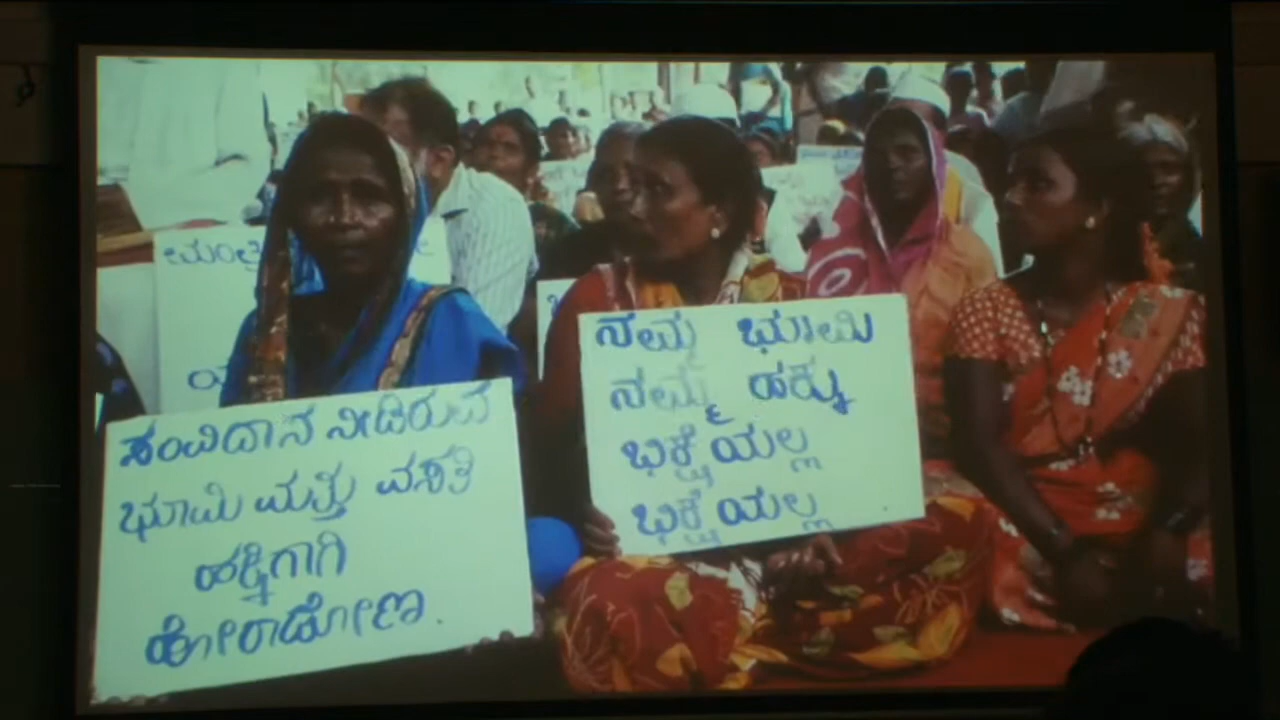 ಸಂವಿದಾನ ನೀಡಿರುವ
ಭೂಮಿ ಮತ್ತು ವಸತಿ
ಹಕ್ಕಿಗಾಗಿ
ಹೋರಾಡೋಣ.
ನಮ್ಮ ಭೂಮಿ
ನಮ್ಮ ಹಕ್ಕು
ಭಿಕ್ಷೆಯಲ್ಲ
ಭಿಕ್ಷೆಯಲ್ಲ